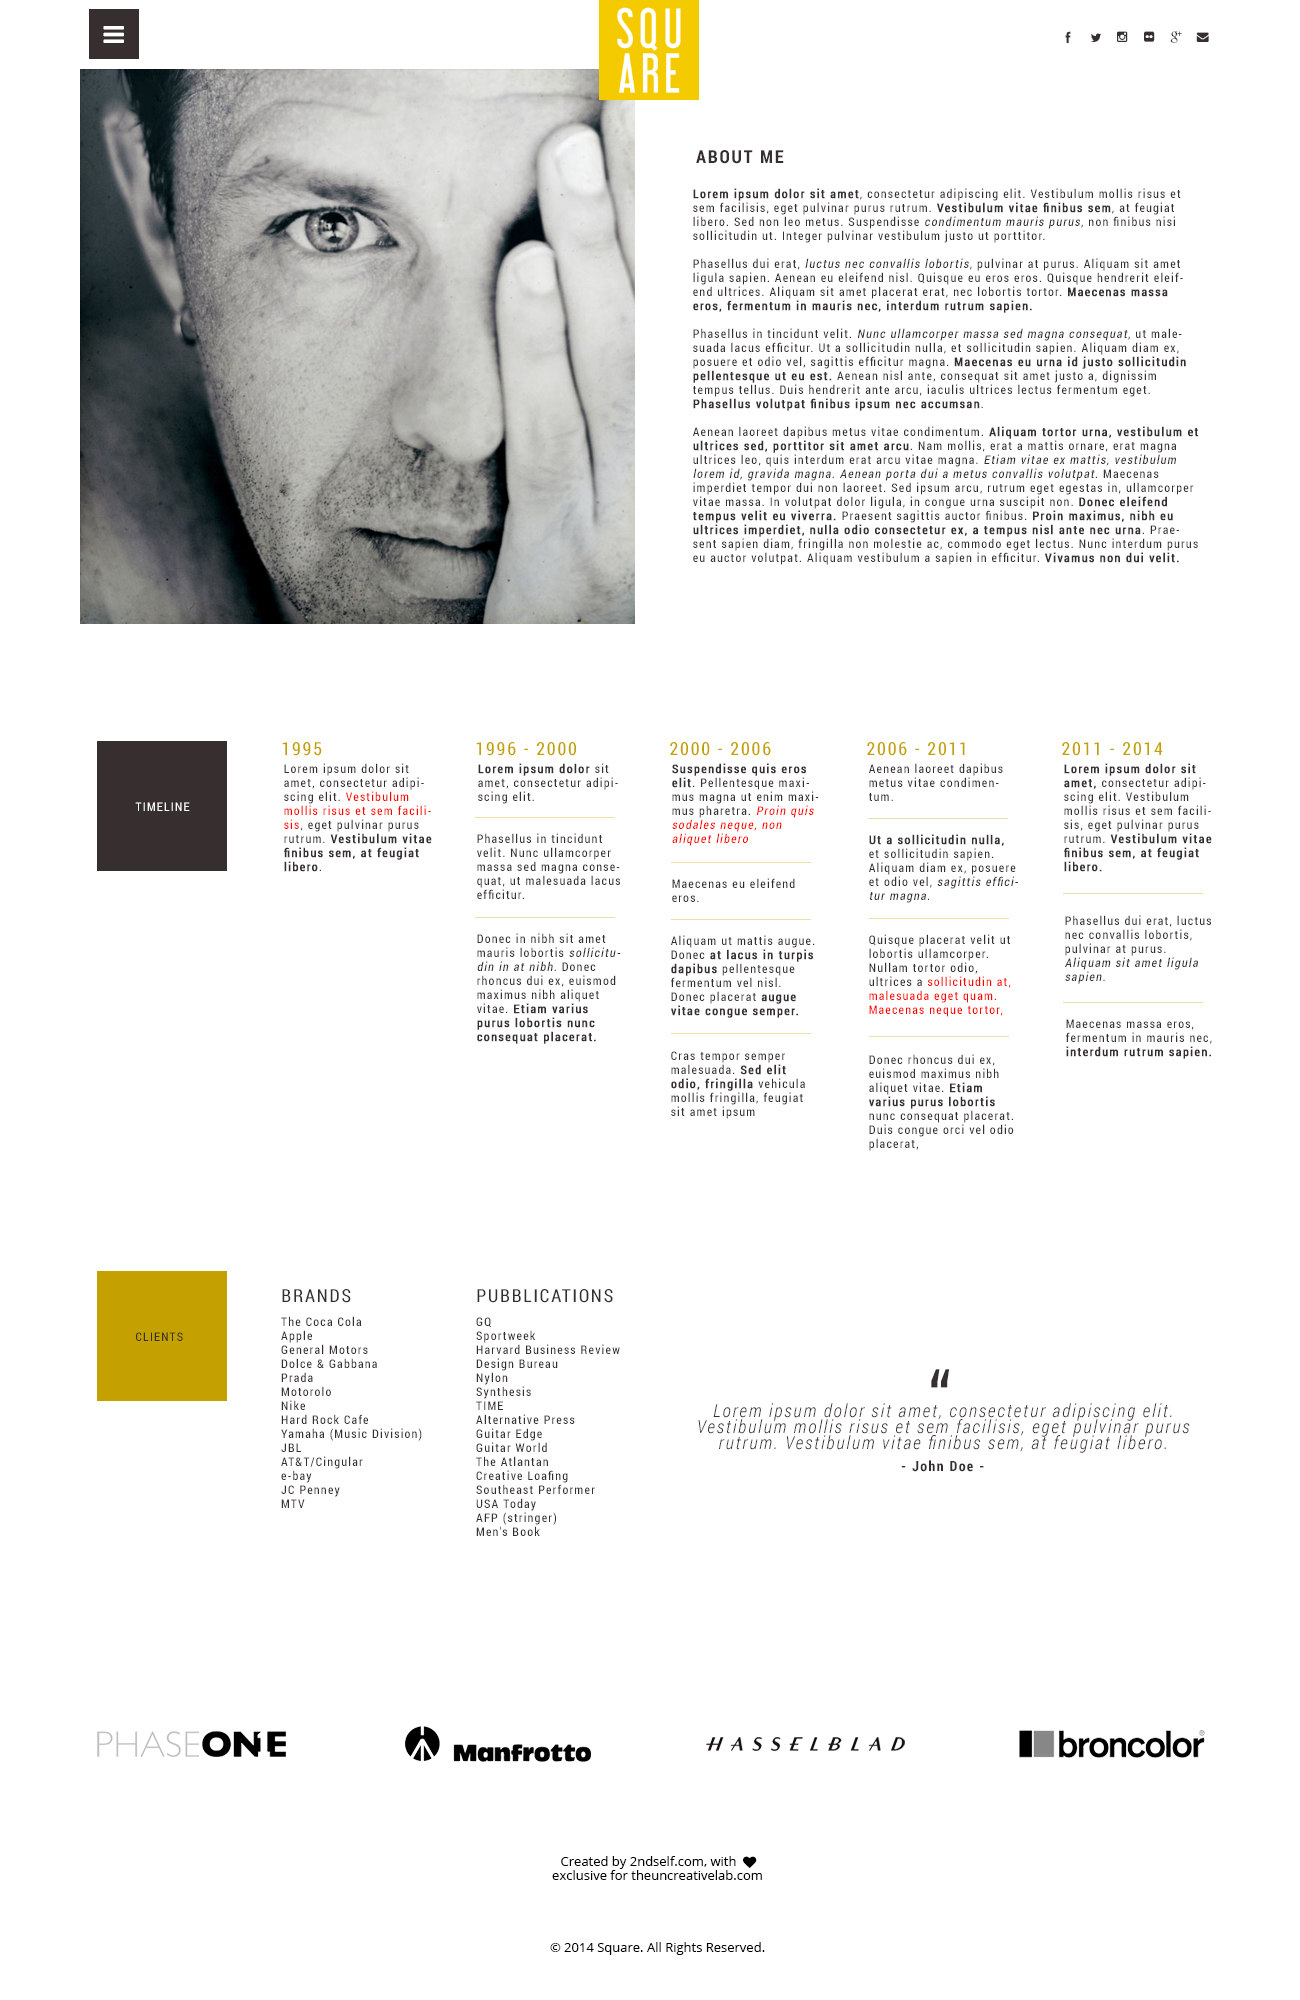 SQU
ARE
ABOUT ME
Lorem ipsum dolor sit amet, consectetur adipiscing elit. Vestibulum mollis risus et
sem facilisis, eget pulvinar purus rutrum. Vestibulum vitae finibus sem, at feugiat
libero. Sed non leo metus. Suspendisse condimentum mauris purus, non finibus nisi
sollicitudin ut. Integer pulvinar vestibulum justo ut porttitor.
Phasellus dui erat, luctus nec convallis lobortis, pulvinar at purus. Aliquam sit amet
ligula sapien. Aenean eu eleifend nisl. Quisque eu eros eros. Quisque hendrerit eleif-
end ultrices. Aliquam sit amet placerat erat, nec lobortis tortor. Maecenas massa
eros, fermentum in mauris nec, interdum rutrum sapien.
Phasellus in tincidunt velit. Nunc ullamcorper massa sed magna consequat, ut male-
suada lacus efficitur. Ut a sollicitudin nulla, et sollicitudin sapien. Aliquam diam ex,
posuere et odio vel, sagittis efficitur magna. Maecenas eu urna id justo sollicitudin
pellentesque ut eu est. Aenean nisl ante, consequat sit amet justo a, dignissim
tempus tellus. Duis hendrerit ante arcu, iaculis ultrices lectus fermentum eget.
Phasellus volutpat finibus ipsum nec accumsan.
Aenean laoreet dapibus metus vitae condimentum. Aliquam tortor urna, vestibulum et
ultrices sed, porttitor sit amet arcu. Nam mollis, erat a mattis ornare, erat magna
ultrices leo, quis interdum erat arcu vitae magna. Etiam vitae ex mattis, vestibulum
lorem id, gravida magna. Aenean porta dui a metus convallis volutpat. Maecenas
imperdiet tempor dui non laoreet. Sed ipsum arcu, rutrum eget egestas in, ullamcorper
vitae massa. In volutpat dolor ligula, in congue urna suscipit non. Donec eleifend
tempus velit eu viverra. Praesent sagittis auctor finibus. Proin maximus, nibh eu
ultrices imperdiet, nulla odio consectetur ex, a tempus nisl ante nec urna. Prae-
sent sapien diam, fringilla non molestie ac, commodo eget lectus. Nunc interdum purus
eu auctor volutpat. Aliquam vestibulum a sapien in efficitur. Vivamus non dui velit.
TIMELINE
1995
Lorem ipsum dolor sit
amet, consectetur adipi-
scing elit. Vestibulum
mollis risus et sem facili-
sis, eget pulvinar purus
rutrum. Vestibulum vitae
finibus sem, at feugiat
libero.
1996 - 2000
Lorem ipsum dolor sit
amet, consectetur adipi-
scing elit.
Phasellus in tincidunt
velit. Nunc ullamcorper
massa sed magna conse-
quat, ut malesuada lacus
efficitur.
Donec in nibh sit amet
mauris lobortis sollicitu-
din in at nibh. Donec
rhoncus dui ex, euismod
maximus nibh aliquet
vitae. Etiam varius
purus lobortis nunc
consequat placerat.
2000 - 2006
Suspendisse quis eros
elit. Pellentesque maxi-
mus magna ut enim maxi-
mus pharetra. Proin quis
sodales neque, non
aliquet libero
Maecenas eu eleifend
eros.
Aliquam ut mattis augue.
Donec at lacus in turpis
dapibus pellentesque
fermentum vel nisl.
Donec placerat augue
vitae congue semper.
Cras tempor semper
malesuada. Sed elit
odio, fringilla vehicula
mollis fringilla, feugiat
sit amet ipsum
2006 - 2011
Aenean laoreet dapibus
metus vitae condimen-
tum.
Ut a sollicitudin nulla,
et sollicitudin sapien.
Aliquam diam ex, posuere
et odio vel, sagittis effici-
tur magna.
Quisque placerat velit ut
lobortis ullamcorper.
Nullam tortor odio,
ultrices a sollicitudin at,
malesuada eget quam.
Maecenas neque tortor,
Donec rhoncus dui ex,
euismod maximus nibh
aliquet vitae. Etiam
varius purus lobortis
nunc consequat placerat.
Duis congue orci vel odio
placerat,
2011 - 2014
Lorem ipsum dolor sit
amet, consectetur adipi-
scing elit. Vestibulum
mollis risus et sem facili-
sis, eget pulvinar purus
rutrum. Vestibulum vitae
finibus sem, at feugiat
libero.
Phasellus dui erat, luctus
nec convallis lobortis,
pulvinar at purus.
Aliquam sit amet ligula
sapien.
Maecenas massa eros,
fermentum in mauris nec,
interdum rutrum sapien.
CLIENTS
BRANDS
The Coca Cola
Apple
General Motors
Dolce & Gabbana
Prada
Motorolo
Nike
Hard Rock Cafe
Yamaha (Music Division)
JBL
AT&T/Cingular
e-bay
JC Penney
MTV
PUBBLICATIONS
GQ
Sportweek
Harvard Business Review
Design Bureau
Nylon
Synthesis
TIME
Alternative Press
Guitar Edge
Guitar World
The Atlantan
Creative Loafing
Southeast Performer
USA Today
AFP (stringer)
Men's Book
“
Lorem ipsum dolor sit amet, consectetur adipiscing elit.
Vestibulum mollis risus et sem facilisis, eget pulvinar purus
rutrum. Vestibulum vitae finibus sem, at feugiat libero.
- John Doe -
PHASEONE
Manfrotto
HASSELBLAD
broncolor®
Created by 2ndself.com, with ♥
exclusive for theuncreativelab.com
© 2014 Square. All Rights Reserved.